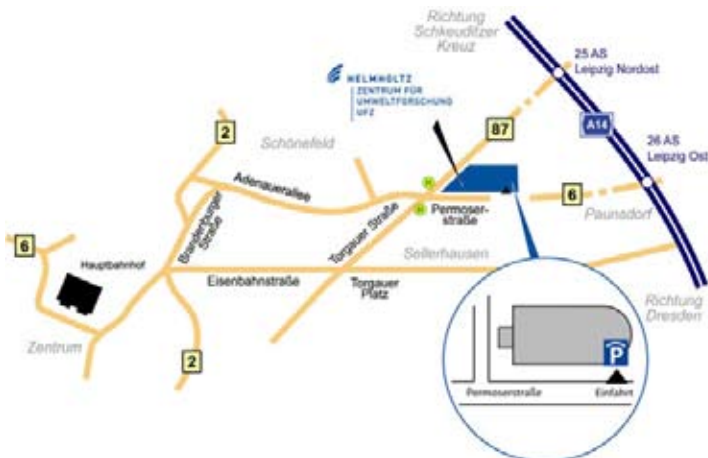 Richtung
Schkeuditzer
Kreuz
25 AS
Leipzig Nordost
HELMHOLTZ
ZENTRUM FÜR
UMWELTFORSCHUNG
UFZ
A14
87
2
26 AS
Leipzig Ost
Schönefeld
H
Adenauerallee
6
Paunsdorf
H
Permoser-
straße
Brandenburger
Straße
Torgauer Straße
Sellerhausen
6
Hauptbahnhof
Eisenbahnstraße
Torgauer
Platz
Richtung
Dresden
Zentrum
2
P
Permoserstraße
Einfahrt